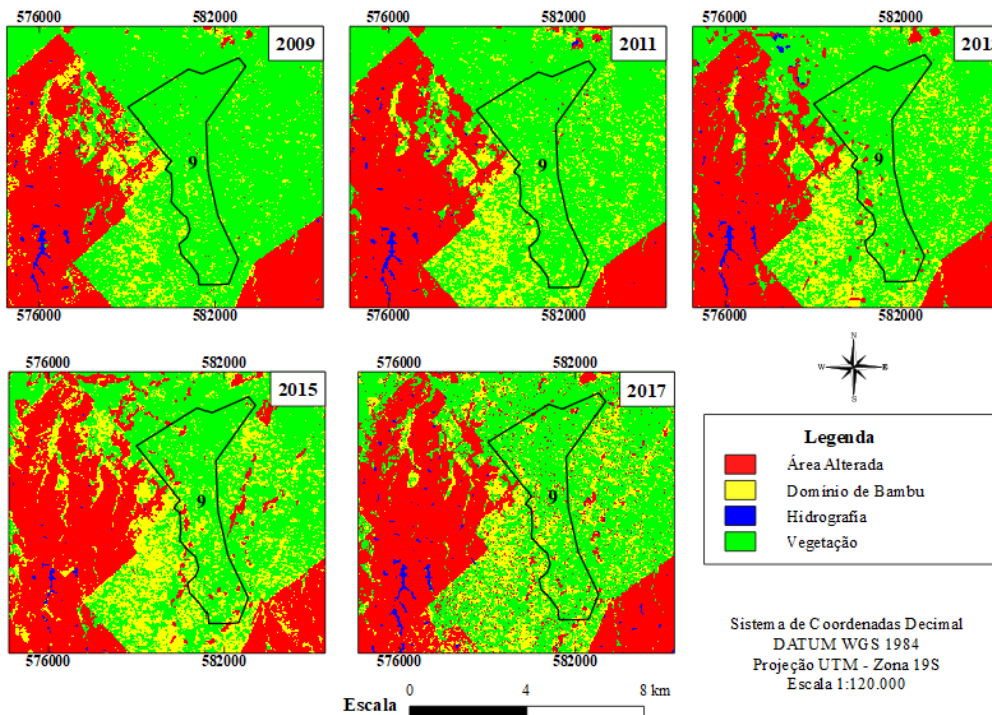 576000 582000
2009
9
576000 582000
576000 582000
2011
9
576000 582000
576000 582000
9
576000 582000
576000 582000
2015
9
576000 582000
576000 582000
2017
9
576000 582000
N
W E
S
Legenda
Área Alterada
Domínio de Bambu
Hidrografia
Vegetação
Sistema de Coordenadas Decimal
DATUM WGS 1984
Projeção UTM - Zona 19S
Escala 1:120.000
Escala 0 4 8 km